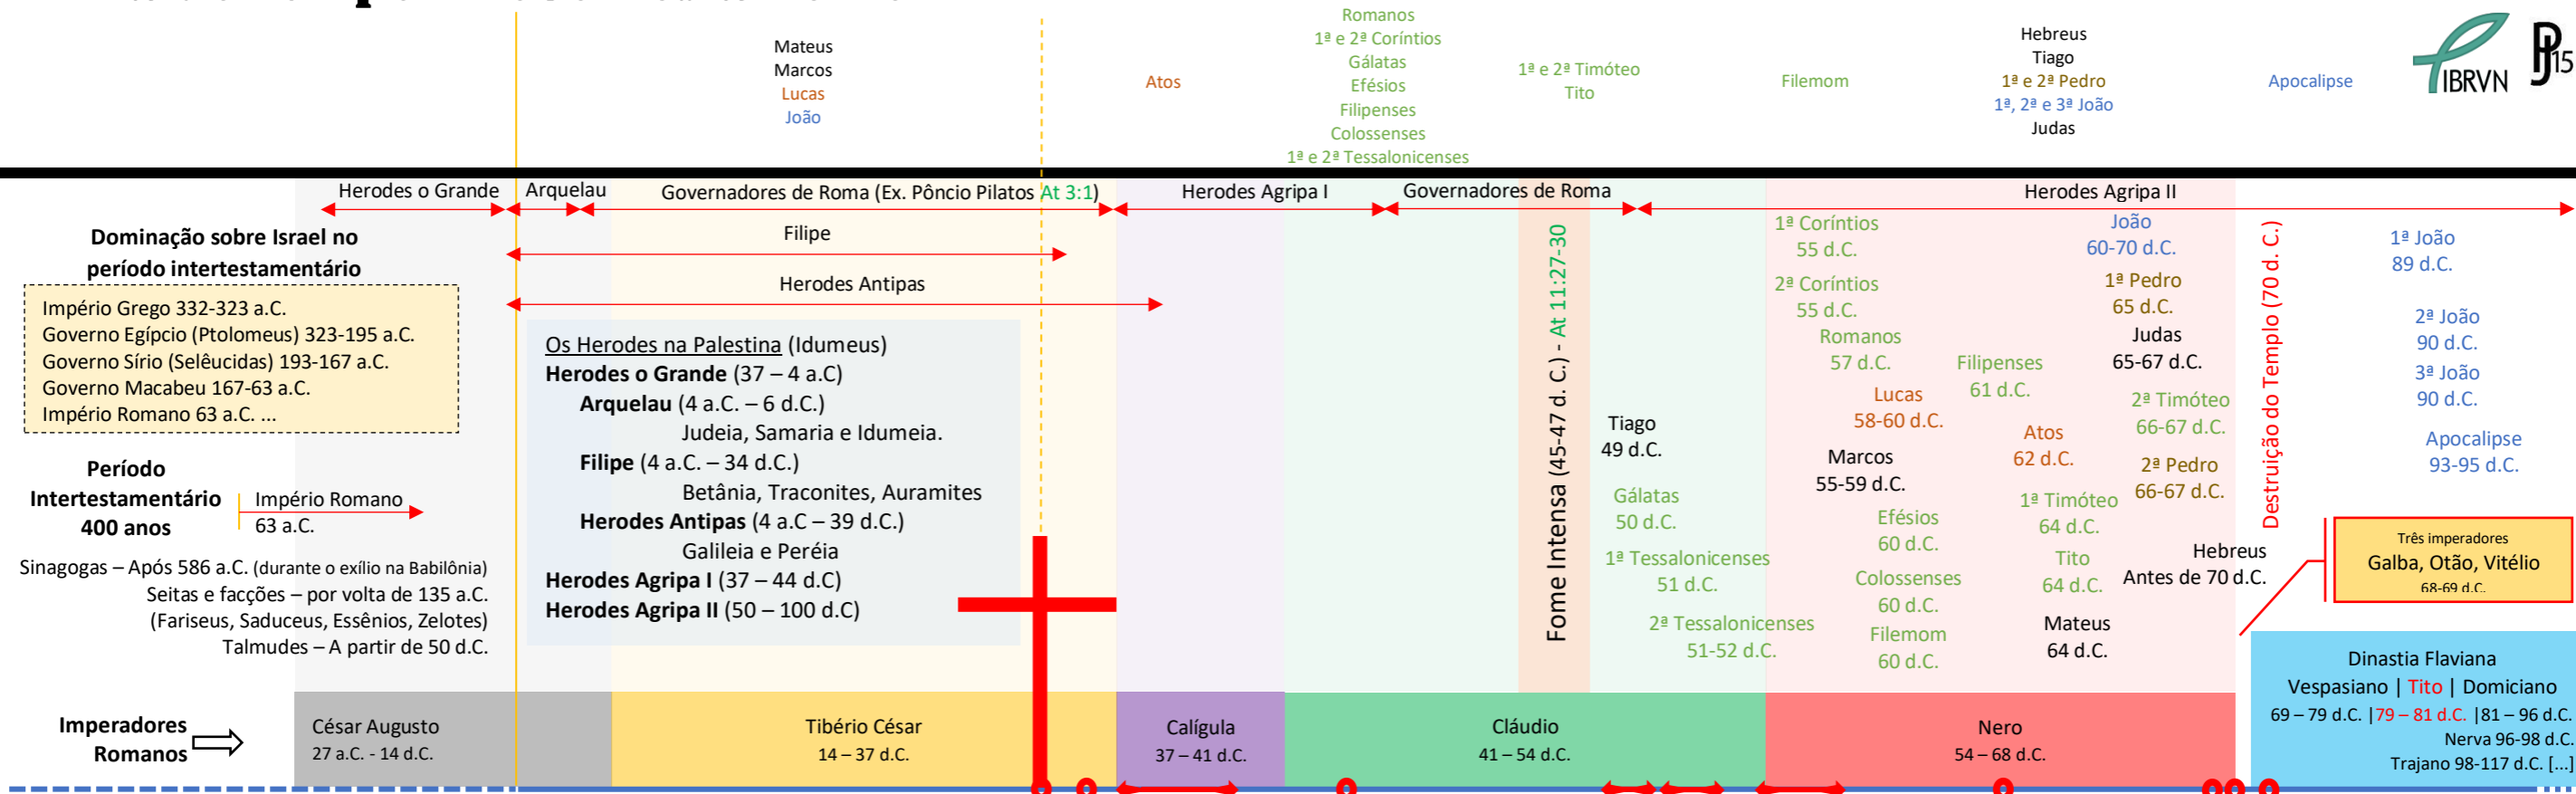 Mateus
Marcos
Lucas
João
Atos
Romanos
1ª e 2ª Coríntios
Gálatas
Efésios
Filipenses
Colossenses
1ª e 2ª Tessalonicenses
1ª e 2ª Timóteo
Tito
Filemom
Hebreus
Tiago
1ª e 2ª Pedro
1ª, 2ª e 3ª João
Judas
Apocalipse
IBRVN
PJ15
Herodes o Grande
Arquelau
Governadores de Roma (Ex. Pôncio Pilatos At 3:1)
Herodes Agripa I
Governadores de Roma
Herodes Agripa II
Filipe
Herodes Antipas
Dominação sobre Israel no
período intertestamentário
Império Grego 332-323 a.C.
Governo Egípcio (Ptolomeus) 323-195 a.C.
Governo Sírio (Selêucidas) 193-167 a.C.
Governo Macabeu 167-63 a.C.
Império Romano 63 a.C. ...
Período
Intertestamentário
400 anos
Império Romano
63 a.C.
Sinagogas – Após 586 a.C. (durante o exílio na Babilônia)
Seitas e facções – por volta de 135 a.C.
(Fariseus, Saduceus, Essênios, Zelotes)
Talmudes – A partir de 50 d.C.
Os Herodes na Palestina (Idumeus)
Herodes o Grande (37 – 4 a.C)
Arquelau (4 a.C. – 6 d.C.)
Judeia, Samaria e Idumeia.
Filipe (4 a.C. – 34 d.C.)
Betânia, Traconites, Auramites
Herodes Antipas (4 a.C – 39 d.C.)
Galileia e Peréia
Herodes Agripa I (37 – 44 d.C)
Herodes Agripa II (50 – 100 d.C)
Fome Intensa (45-47 d. C.) - At 11:27-30
Tiago
49 d.C.
Gálatas
50 d.C.
1ª Tessalonicenses
51 d.C.
2ª Tessalonicenses
51-52 d.C.
1ª Coríntios
55 d.C.
2ª Coríntios
55 d.C.
Romanos
57 d.C.
Lucas
58-60 d.C.
Marcos
55-59 d.C.
Efésios
60 d.C.
Colossenses
60 d.C.
Filemom
60 d.C.
Filipenses
61 d.C.
Atos
62 d.C.
1ª Timóteo
64 d.C.
Tito
64 d.C.
Mateus
64 d.C.
João
60-70 d.C.
1ª Pedro
65 d.C.
Judas
65-67 d.C.
2ª Timóteo
66-67 d.C.
2ª Pedro
66-67 d.C.
Hebreus
Antes de 70 d.C.
Destruição do Templo (70 d. C.)
1ª João
89 d.C.
2ª João
90 d.C.
3ª João
90 d.C.
Apocalipse
93-95 d.C.
Três imperadores
Galba, Otão, Vitélio
68-69 d.C.
Imperadores
Romanos
César Augusto
27 a.C. - 14 d.C.
Tibério César
14 – 37 d.C.
Calígula
37 – 41 d.C.
Cláudio
41 – 54 d.C.
Nero
54 – 68 d.C.
Dinastia Flaviana
Vespasiano | Tito | Domiciano
69 – 79 d.C. |79 – 81 d.C. |81 – 96 d.C.
Nerva 96-98 d.C.
Trajano 98-117 d.C. [...]